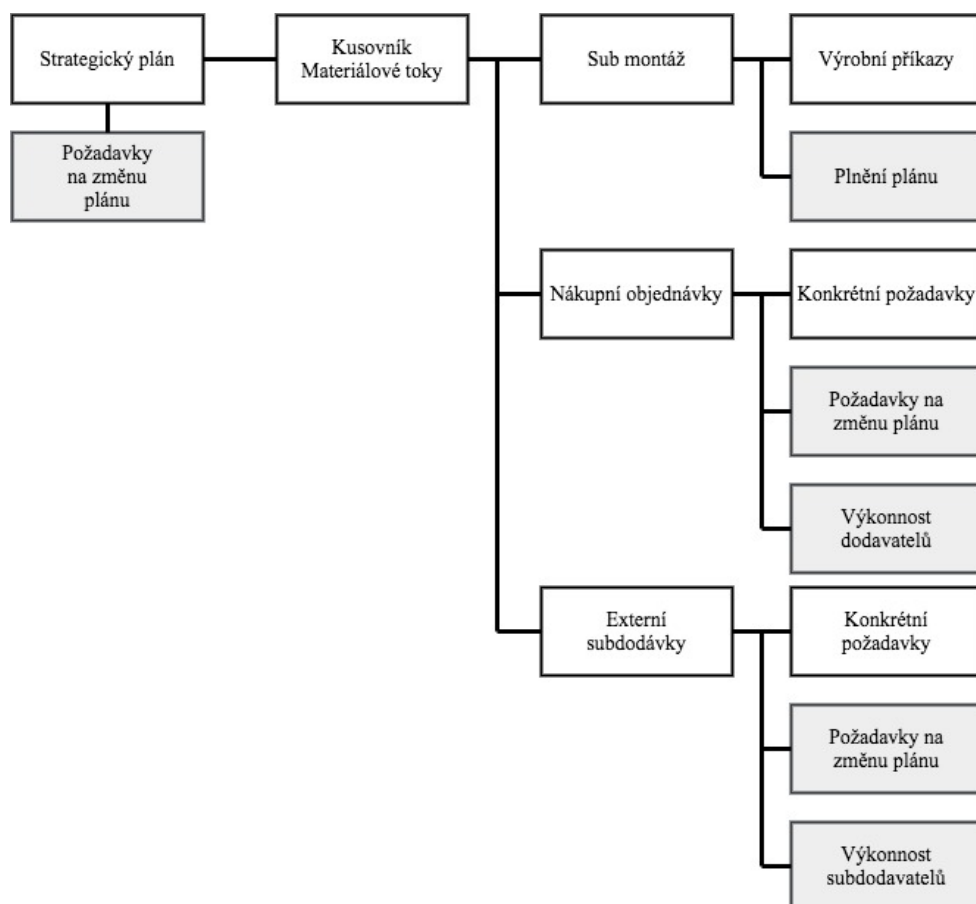 Strategický plán
Kusovník
Materiálové toky
Sub montáž
Výrobní příkazy
Požadavky
na změnu
plánu
Plnění plánu
Nákupní objednávky
Konkrétní požadavky
Požadavky na
změnu plánu
Výkonnost
dodavatelů
Externí
subdodávky
Konkrétní
požadavky
Požadavky na
změnu plánu
Výkonnost
subdodavatelů